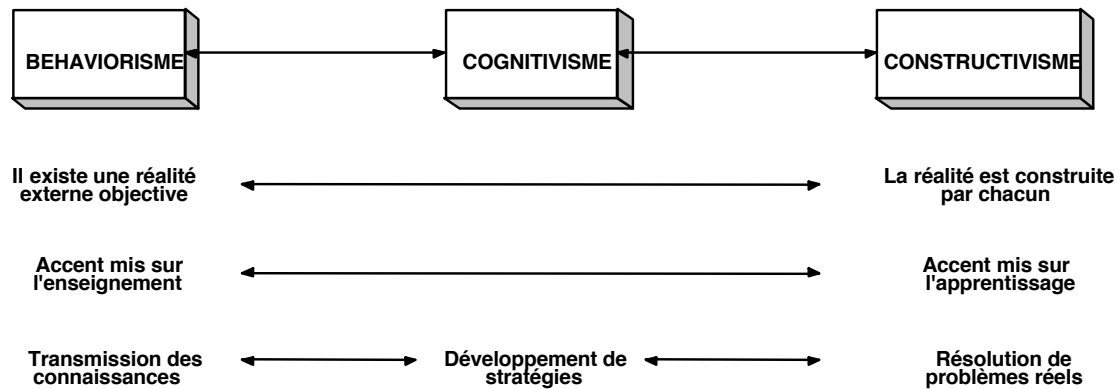 BEHAVIORISME COGNITIVISME CONSTRUCTIVISME
Il existe une réalité
externe objective
La réalité est construite
par chacun
Accent mis sur
l'enseignement
Accent mis sur
l'apprentissage
Transmission des
connaissances
Développement de
stratégies
Résolution de
problèmes réels